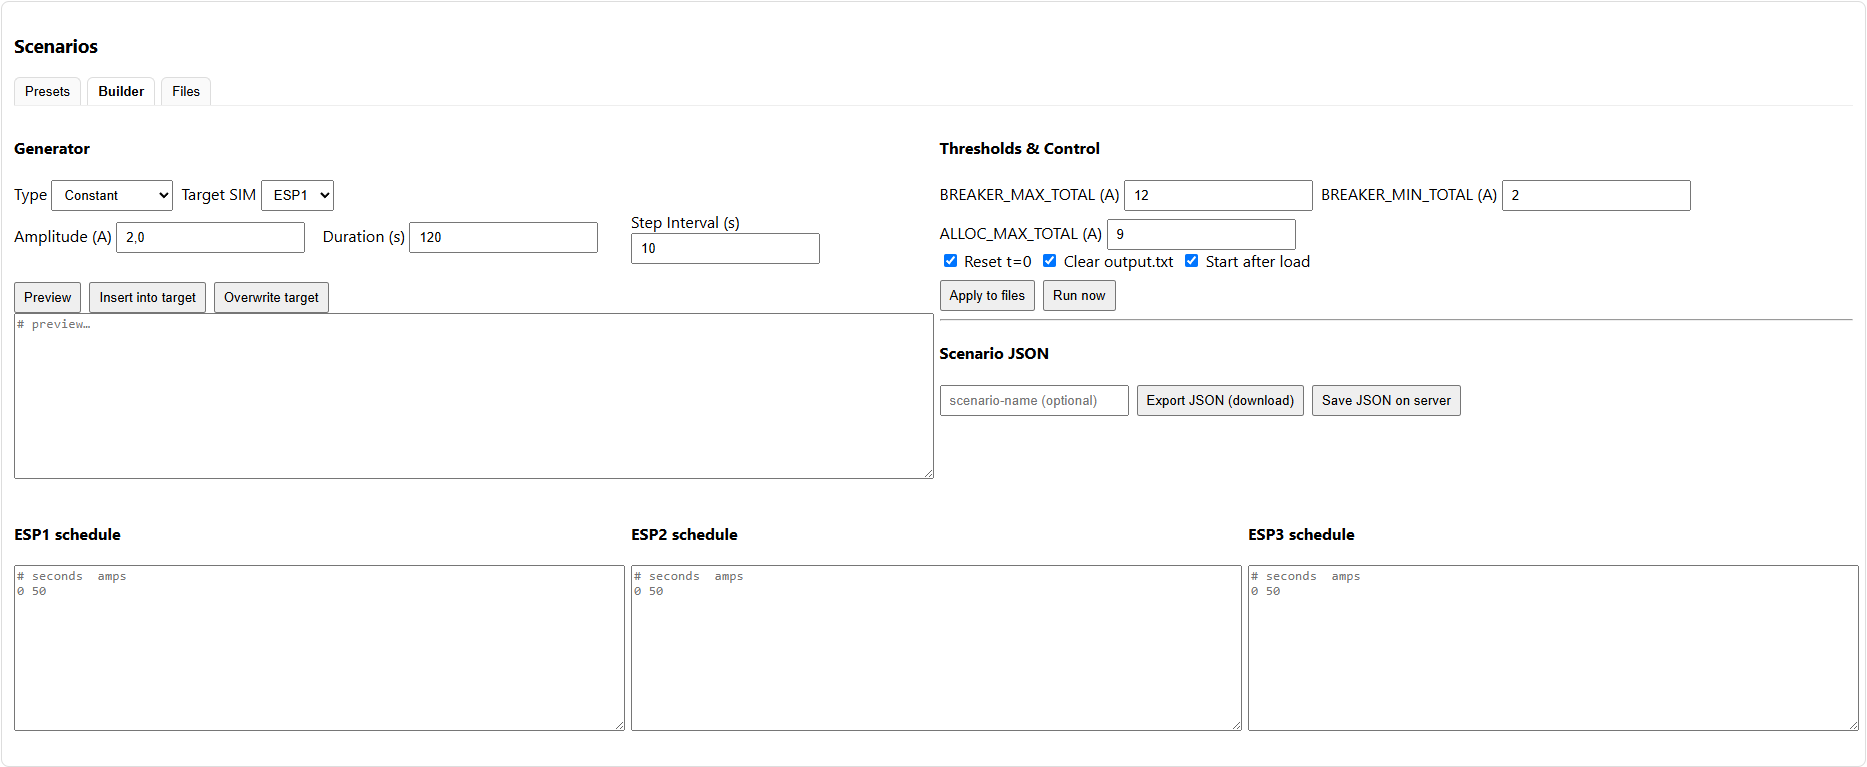 Scenarios
Presets Builder Files
Generator
Type Constant Target SIM ESP1
Amplitude (A) 2,0 Duration (s) 120 Step Interval (s) 10
Preview Insert into target Overwrite target
# preview…
Thresholds & Control
BREAKER_MAX_TOTAL (A) 12 BREAKER_MIN_TOTAL (A) 2
ALLOC_MAX_TOTAL (A) 9
Reset t=0 Clear output.txt Start after load
Apply to files Run now
Scenario JSON
scenario-name (optional) Export JSON (download) Save JSON on server
ESP1 schedule
# seconds  amps
0 50
ESP2 schedule
# seconds  amps
0 50
ESP3 schedule
# seconds  amps
0 50